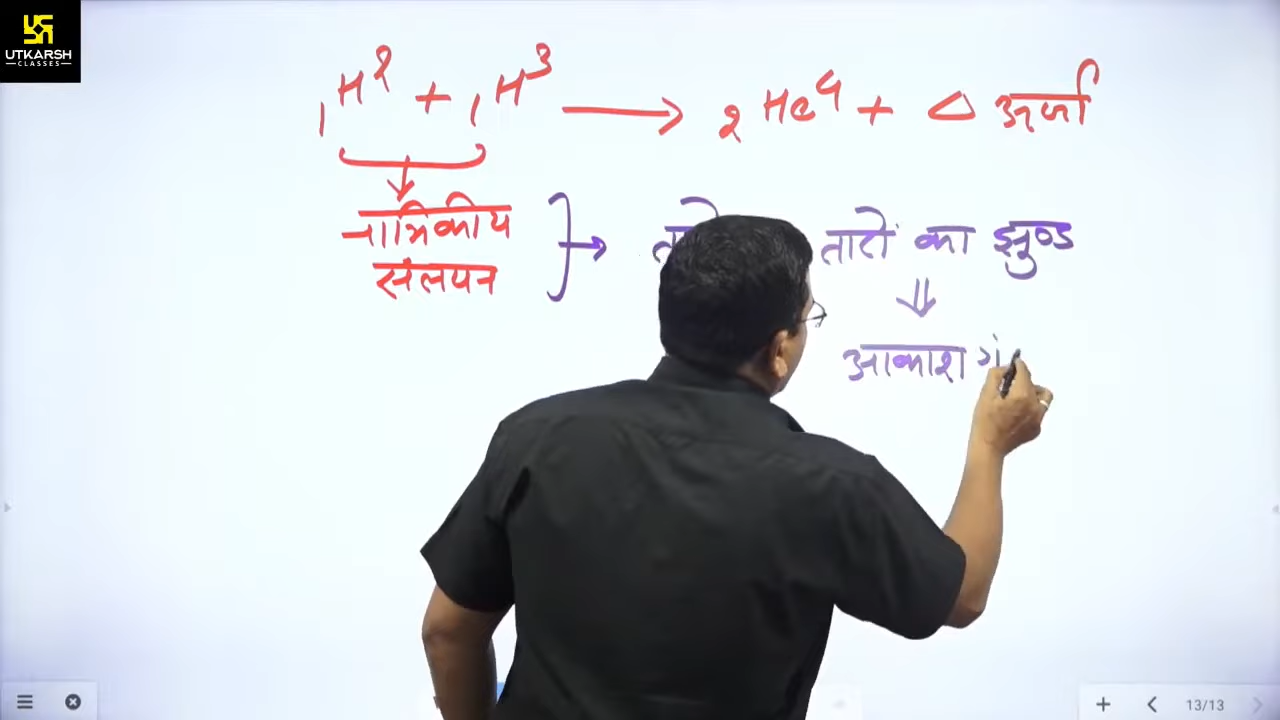 UTKARSH
CLASSES
₁H² + ₁H³ → ₂He⁴ + △ ऊर्जा
नाभिकीय
संलयन
तारों का झुण्ड
आकाश गं
13/13